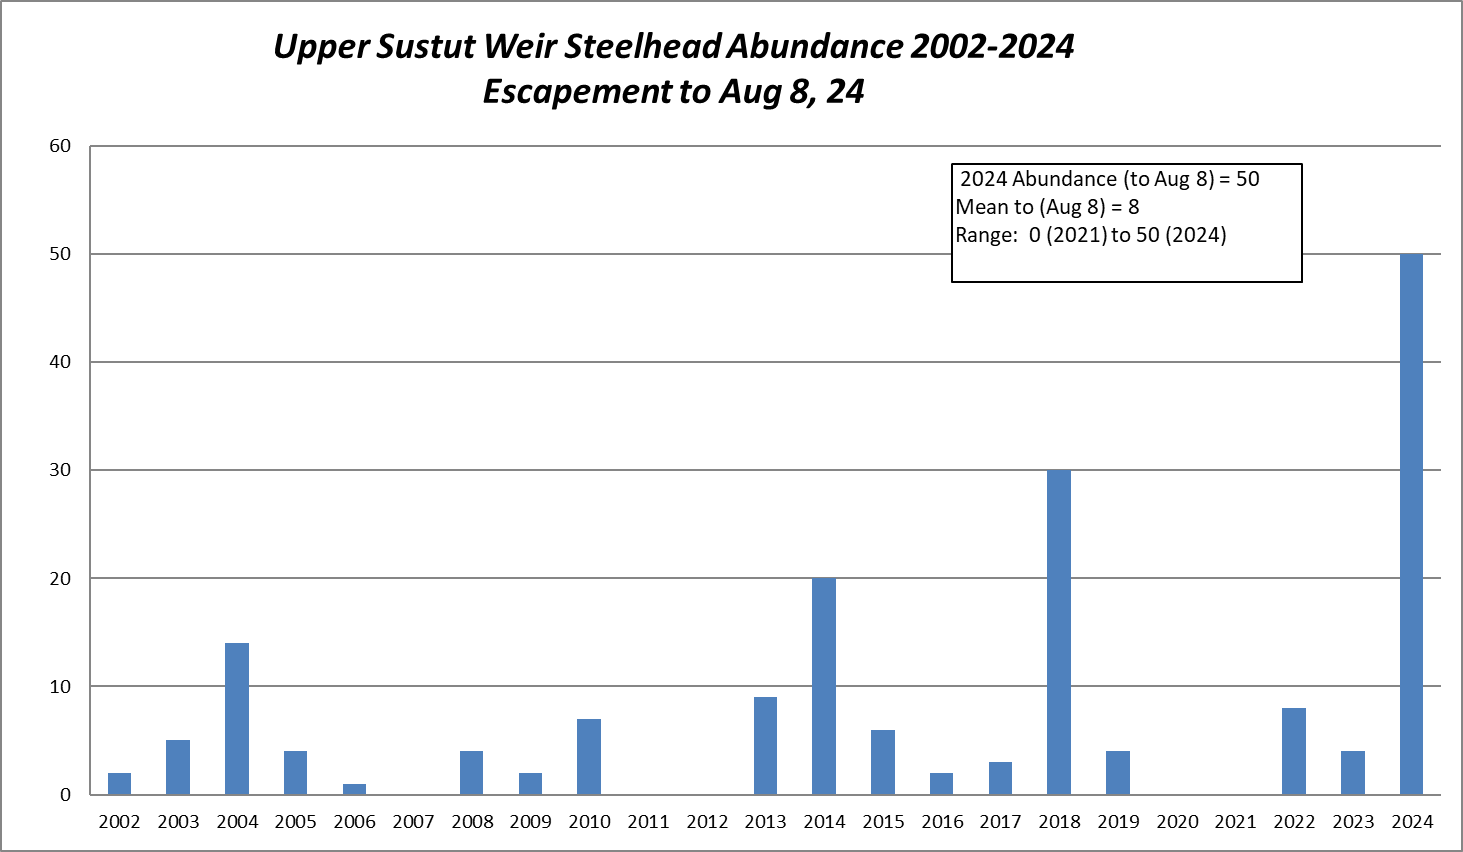 Upper Sustut Weir Steelhead Abundance 2002-2024
Escapement to Aug 8, 24
60
2024 Abundance (to Aug 8) = 50
Mean to (Aug 8) = 8
Range:  0 (2021) to 50 (2024)
50
40
30
20
10
0
2002 2003 2004 2005 2006 2007 2008 2009 2010 2011 2012 2013 2014 2015 2016 2017 2018 2019 2020 2021 2022 2023 2024